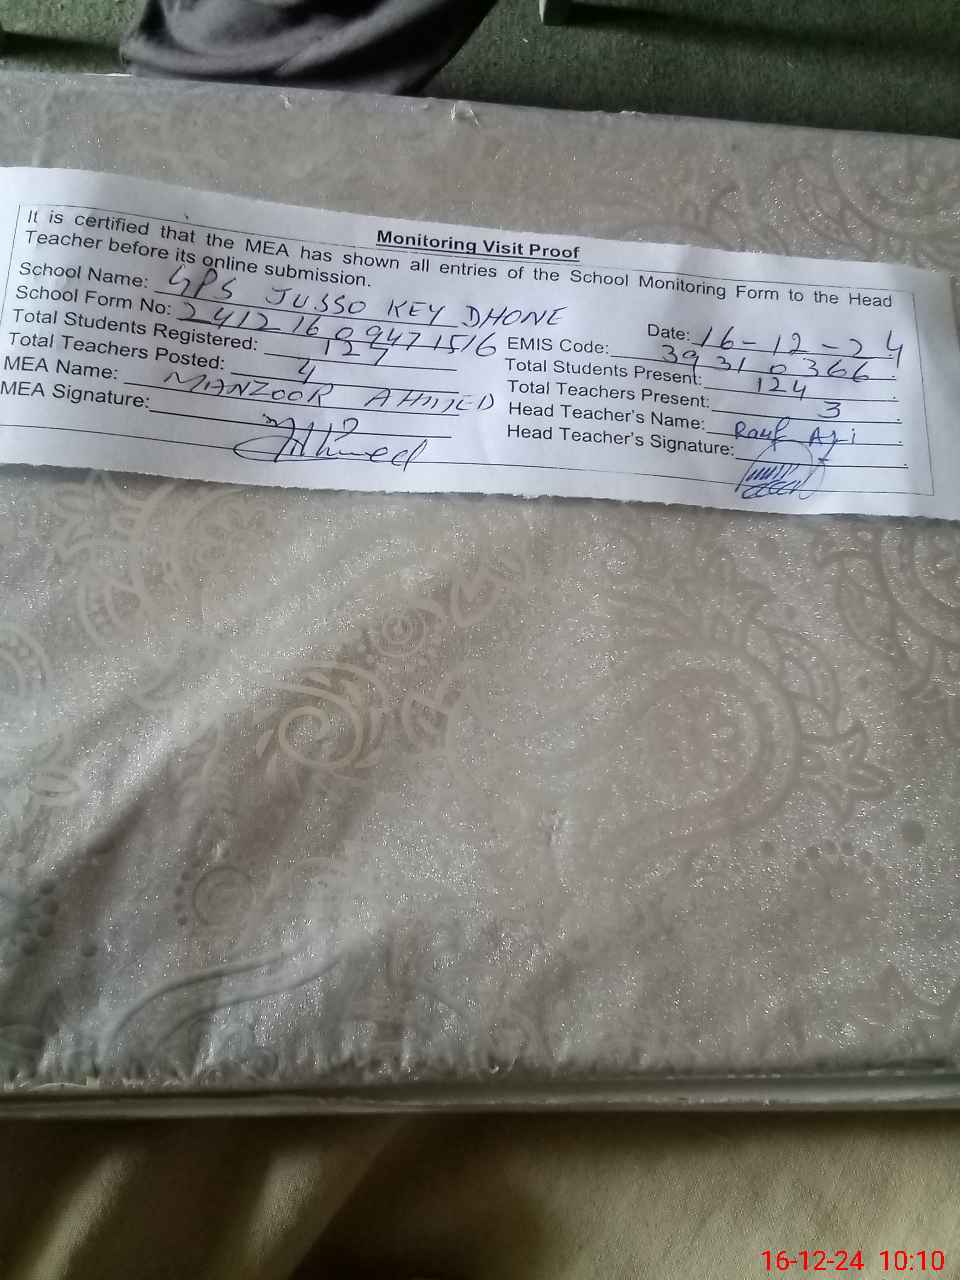 Monitoring Visit Proof
It is certified that the MEA has shown all entries of the School Monitoring Form to the Head
Teacher before its online submission.
School Name: GPS JUSSO KEY DHONE
Date: 16-12-24
School Form No: 24121609471516
EMIS Code: 39310366
Total Students Registered: 127
Total Students Present: 124
Total Teachers Posted: 4
Total Teachers Present: 3
MEA Name: MANZOOR AHMED
Head Teacher's Name: Rauf
MEA Signature: Ahmed
Head Teacher's Signature:
16-12-24 10:10